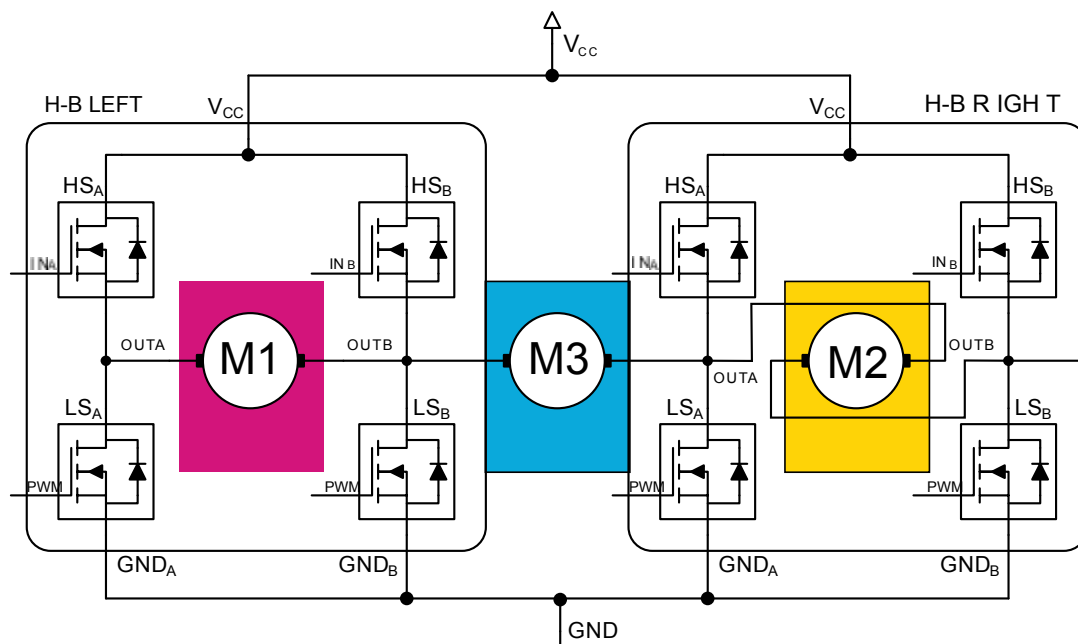 VCC
H-B LEFT
VCC
VCC
H-B R IGH T
HSA
HSB
HSA
HSB
INA
INB
INA
INB
OUTA
M1
OUTB
M3
OUTA
M2
OUTB
LSA
LSB
LSA
LSB
PWM
PWM
PWM
PWM
GNDA
GNDB
GNDA
GNDB
GND